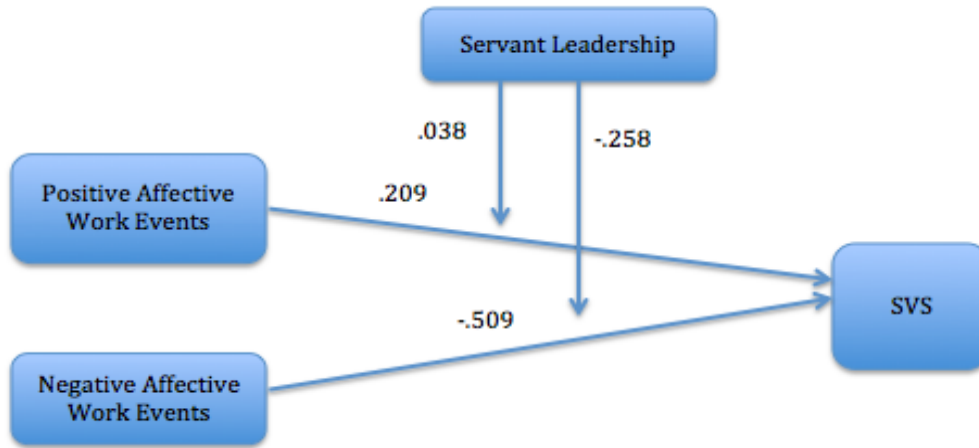 Servant Leadership
.038
-.258
Positive Affective
Work Events
.209
SVS
-.509
Negative Affective
Work Events